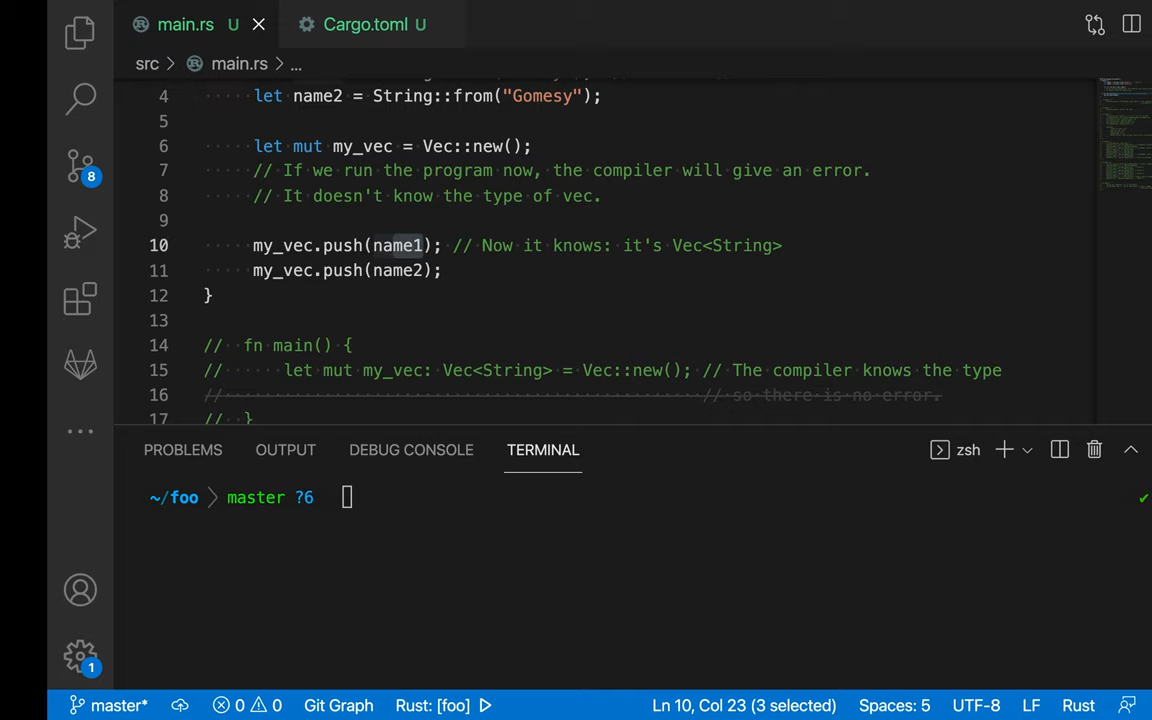 main.rs U
Cargo.toml U
src > main.rs > ...
4 let name2 = String::from("Gomesy");
5
6 let mut my_vec = Vec::new();
7 // If we run the program now, the compiler will give an error.
8 // It doesn't know the type of vec.
9
10 my_vec.push(name1); // Now it knows: it's Vec<String>
11 my_vec.push(name2);
12 }
13
14 // fn main() {
15 // let mut my_vec: Vec<String> = Vec::new(); // The compiler knows the type
16 // // so there is no error.
17 // }
8
PROBLEMS OUTPUT DEBUG CONSOLE TERMINAL
zsh
~/foo > master ?6
1
master* 0 0 Git Graph Rust: [foo] Ln 10, Col 23 (3 selected) Spaces: 5 UTF-8 LF Rust